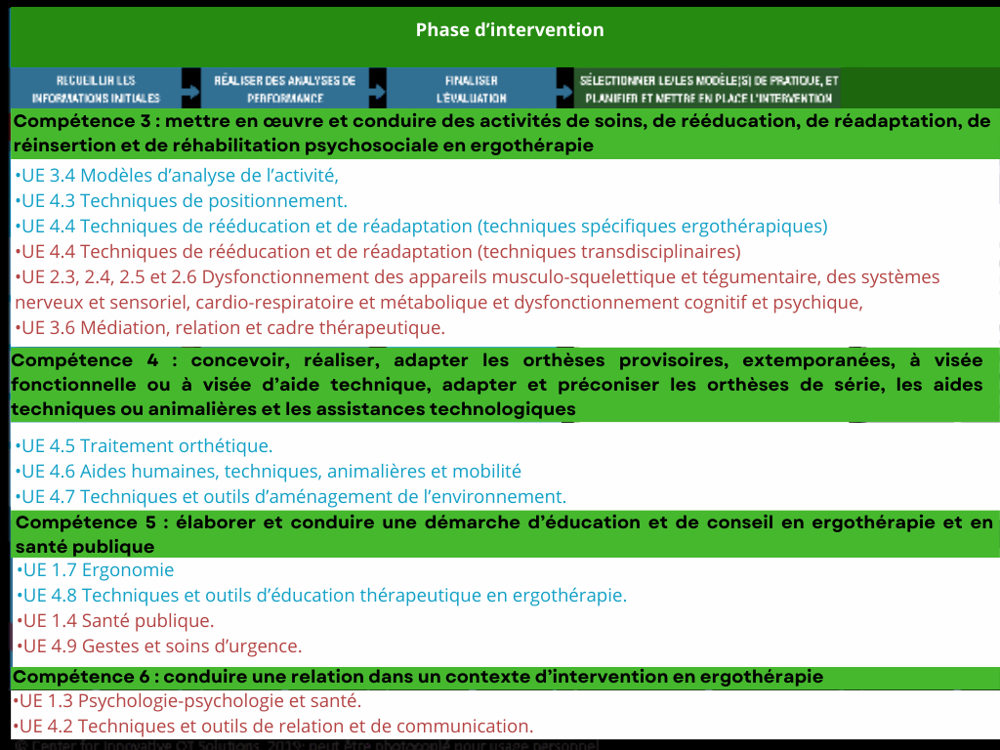 Phase d’intervention
RECUEILLIR LES
INFORMATIONS INITIALES
RÉALISER DES ANALYSES DE
PERFORMANCE
FINALISER
L'ÉVALUATION
SÉLECTIONNER LE/LES MODÈLE(S) DE PRATIQUE, ET
PLANIFIER ET METTRE EN PLACE L'INTERVENTION
Compétence 3 : mettre en œuvre et conduire des activités de soins, de rééducation, de réadaptation, de
réinsertion et de réhabilitation psychosociale en ergothérapie
•UE 3.4 Modèles d’analyse de l’activité,
•UE 4.3 Techniques de positionnement.
•UE 4.4 Techniques de rééducation et de réadaptation (techniques spécifiques ergothérapiques)
•UE 4.4 Techniques de rééducation et de réadaptation (techniques transdisciplinaires)
•UE 2.3, 2.4, 2.5 et 2.6 Dysfonctionnement des appareils musculo-squelettique et tégumentaire, des systèmes
nerveux et sensoriel, cardio-respiratoire et métabolique et dysfonctionnement cognitif et psychique,
•UE 3.6 Médiation, relation et cadre thérapeutique.
Compétence 4 : concevoir, réaliser, adapter les orthèses provisoires, extemporanées, à visée
fonctionnelle ou à visée d’aide technique, adapter et préconiser les orthèses de série, les aides
techniques ou animalières et les assistances technologiques
•UE 4.5 Traitement orthétique.
•UE 4.6 Aides humaines, techniques, animalières et mobilité
•UE 4.7 Techniques et outils d’aménagement de l’environnement.
Compétence 5 : élaborer et conduire une démarche d’éducation et de conseil en ergothérapie et en
santé publique
•UE 1.7 Ergonomie
•UE 4.8 Techniques et outils d’éducation thérapeutique en ergothérapie.
•UE 1.4 Santé publique.
•UE 4.9 Gestes et soins d’urgence.
Compétence 6 : conduire une relation dans un contexte d’intervention en ergothérapie
•UE 1.3 Psychologie-psychologie et santé.
•UE 4.2 Techniques et outils de relation et de communication.
© Center for Innovative OT Solutions, 2019; peut être photocopié pour usage personnel